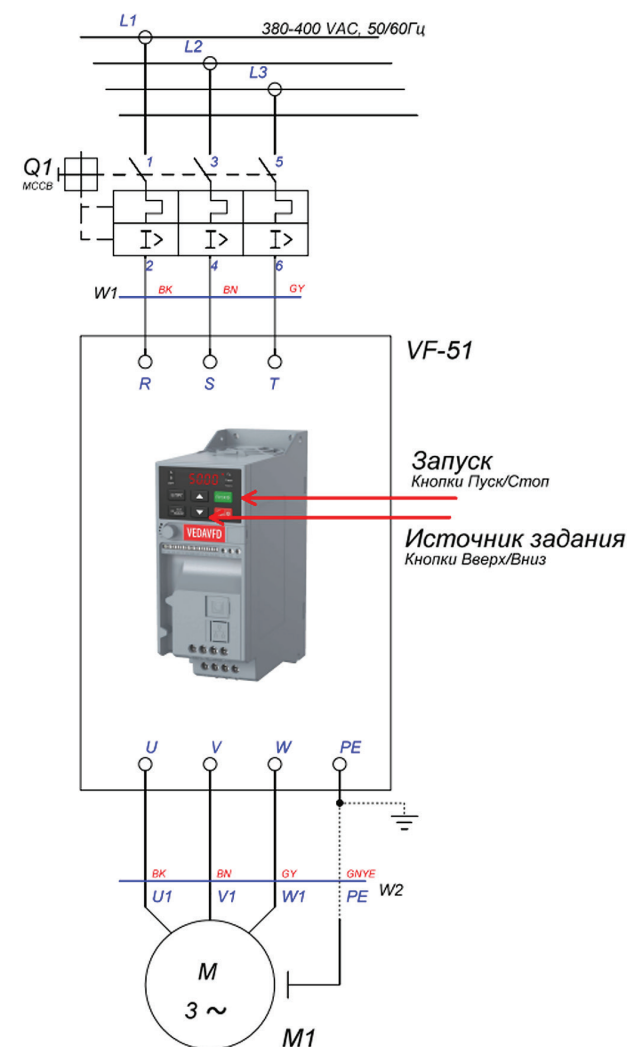 L1
380-400 VAC, 50/60Гц
L2
L3
Q1
MCCB
1 3 5
I> I> I>
2 4 6
W1 BK BN GY
VF-51
R S T
5000
Запуск
Кнопки Пуск/Стоп
VEDAVFD
Источник задания
Кнопки Вверх/Вниз
U V W PE
BK BN GY GNYE
U1 V1 W1 PE W2
M
3 ~
M1